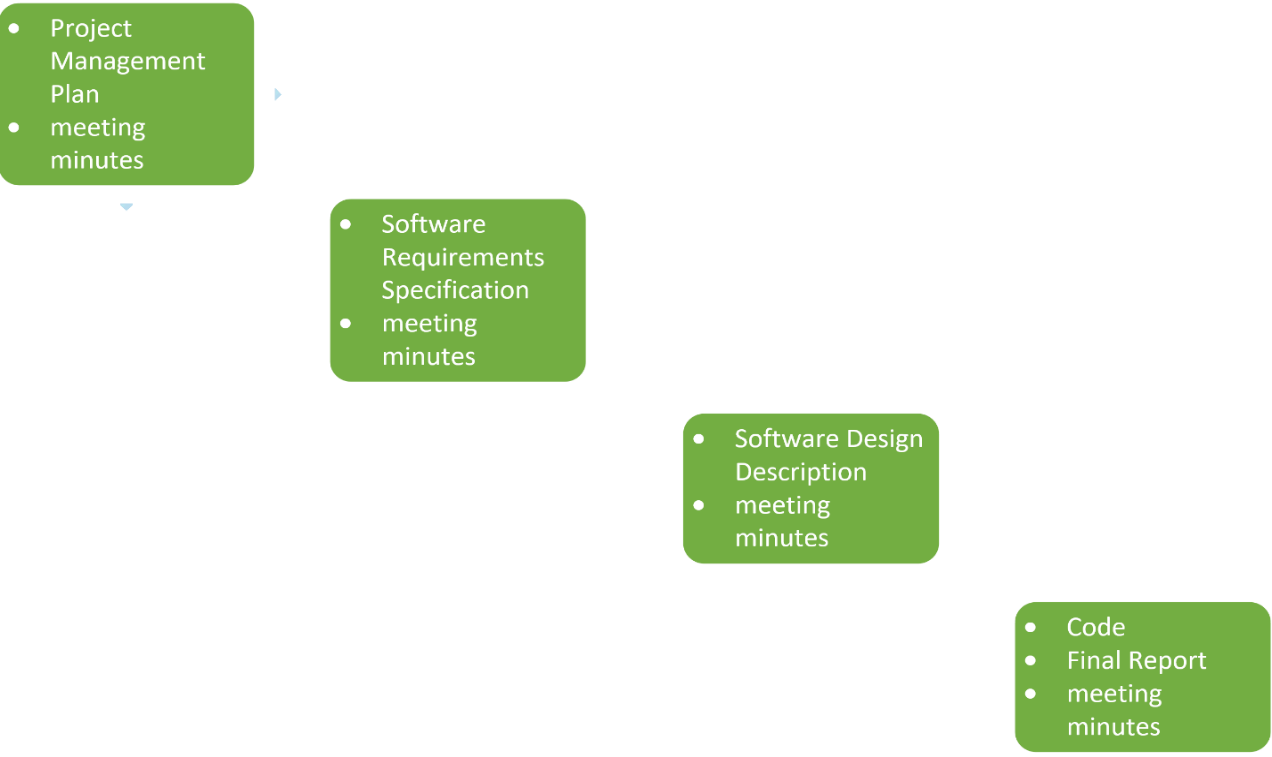 • Project
Management
Plan
• meeting
minutes
• Software
Requirements
Specification
• meeting
minutes
• Software Design
Description
• meeting
minutes
• Code
• Final Report
• meeting
minutes